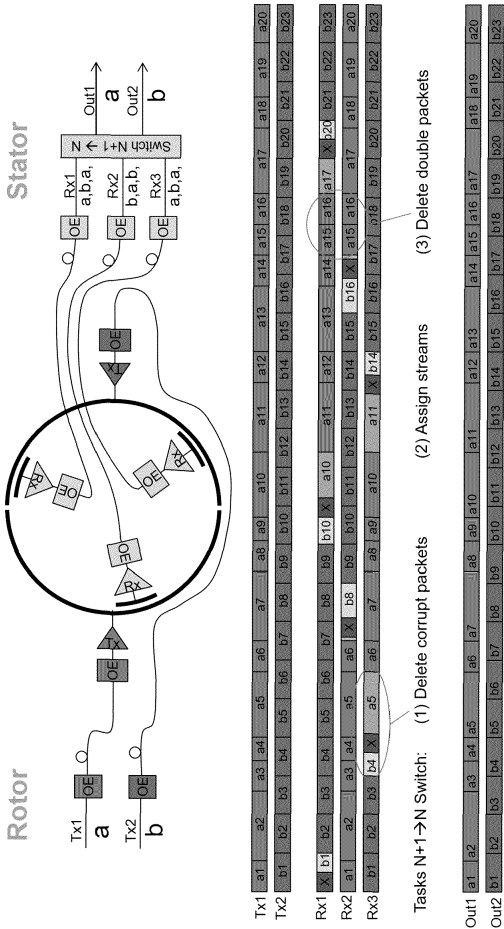 Rotor
Stator
Tx1
a
Tx2
b
OE
OE
OE
Tx
Rx
OE
Rx
OE
Rx
OE
Tx
OE
OE
OE
OE
Rx1
a,b,a,
Rx2
b,a,b,
Rx3
a,b,a,
Switch N+1 → N
Out1
a
Out2
b
Tx1 a1 a2 a3 a4 a5 a6 a7 a8 a9 a10 a11 a12 a13 a14 a15 a16 a17 a18 a19 a20
Tx2 b1 b2 b3 b4 b5 b6 b7 b8 b9 b10 b11 b12 b13 b14 b15 b16 b17 b18 b19 b20 b21 b22 b23
Rx1 X b1 b2 b3 b4 b5 b6 b7 b8 b9 b10 X a10 a11 a12 a13 a14 a15 a16 a17 X b20 b21 b22 b23
Rx2 a1 a2 a3 a4 a5 a6 X b8 b9 b10 b11 b12 b13 b14 b15 b16 X a15 a16 a17 a18 a19 a20
Rx3 b1 b2 b3 b4 X a5 a6 a7 a8 a9 a10 a11 X b14 b15 b16 b17 b18 b19 b20 b21 b22 b23
Tasks N+1→N Switch: (1) Delete corrupt packets (2) Assign streams (3) Delete double packets
Out1 a1 a2 a3 a4 a5 a6 a7 a8 a9 a10 a11 a12 a13 a14 a15 a16 a17 a18 a19 a20
Out2 b1 b2 b3 b4 b5 b6 b7 b8 b9 b10 b11 b12 b13 b14 b15 b16 b17 b18 b19 b20 b21 b22 b23